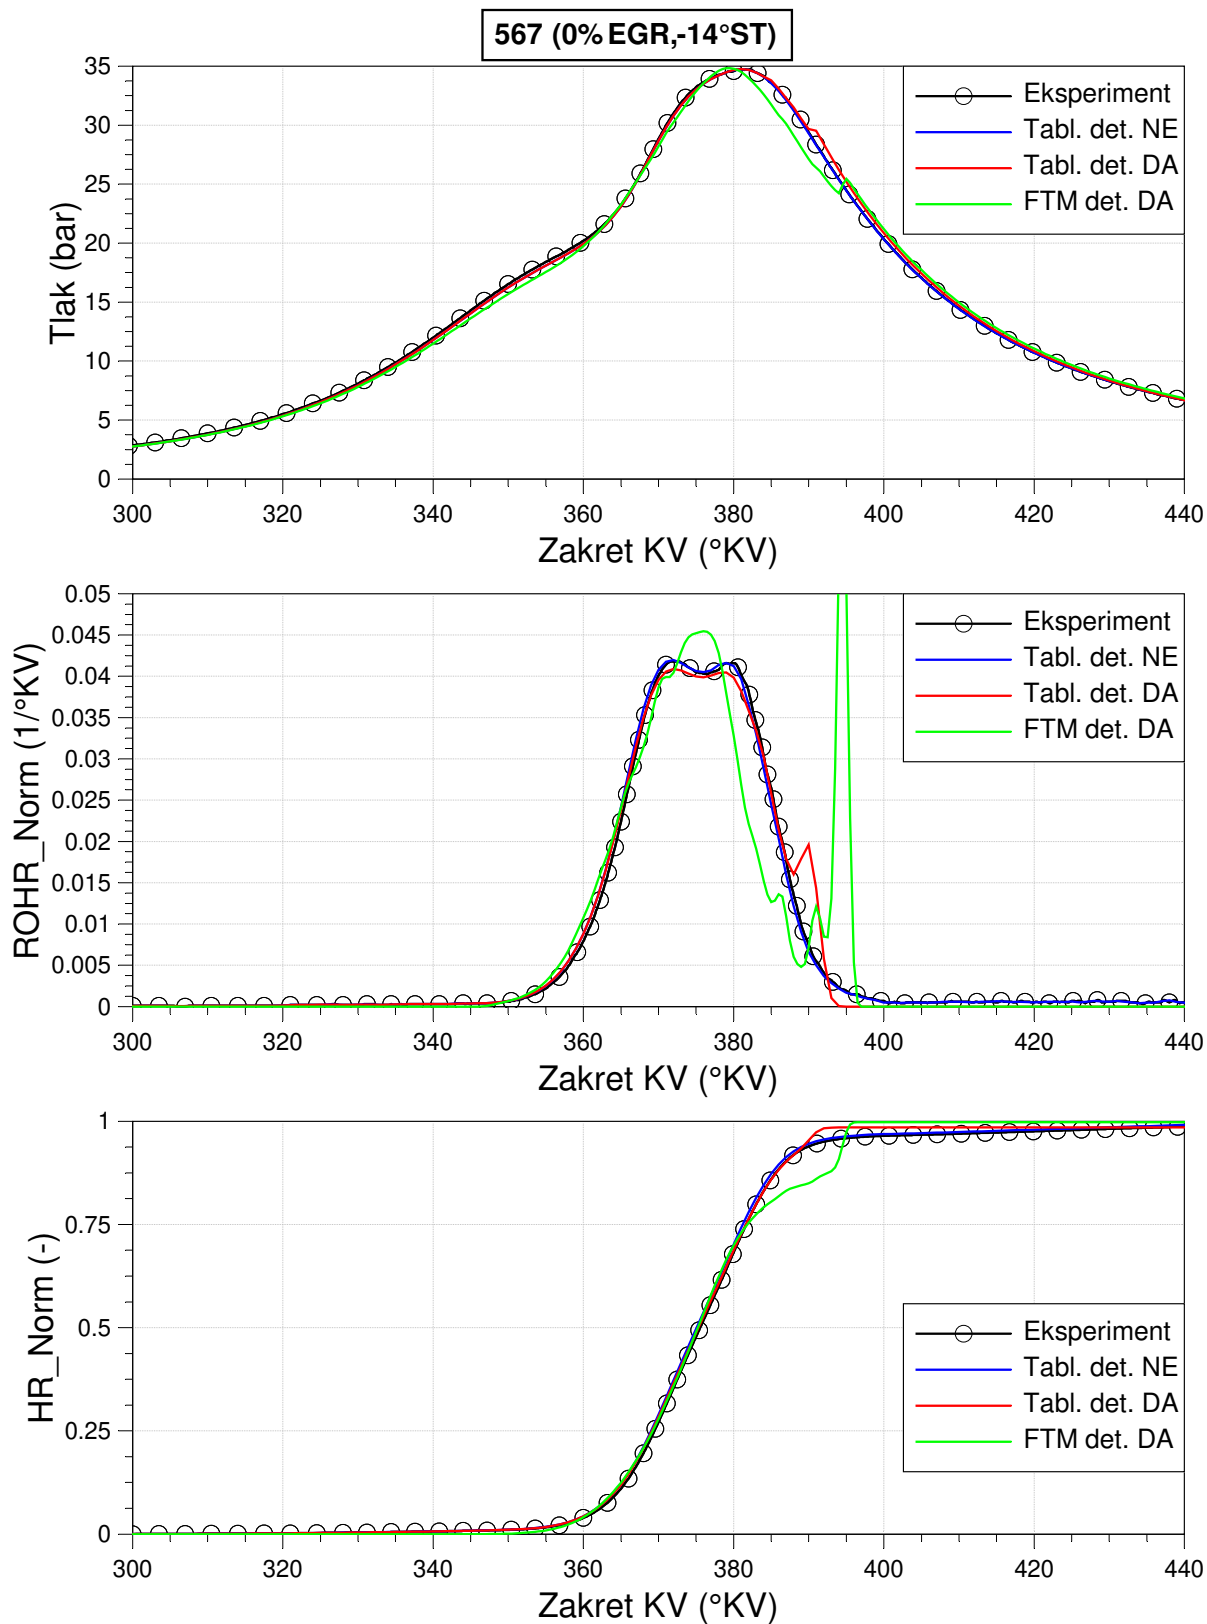 567 (0% EGR,-14°ST)
35
30
25
20
15
10
5
0
Tlak (bar)
Eksperiment
Tabl. det. NE
Tabl. det. DA
FTM det. DA
300 320 340 360 380 400 420 440
Zakret KV (°KV)
0.05
0.045
0.04
0.035
0.03
0.025
0.02
0.015
0.01
0.005
0
ROHR_Norm (1/°KV)
Eksperiment
Tabl. det. NE
Tabl. det. DA
FTM det. DA
300 320 340 360 380 400 420 440
Zakret KV (°KV)
1
0.75
0.5
0.25
0
HR_Norm (-)
Eksperiment
Tabl. det. NE
Tabl. det. DA
FTM det. DA
300 320 340 360 380 400 420 440
Zakret KV (°KV)